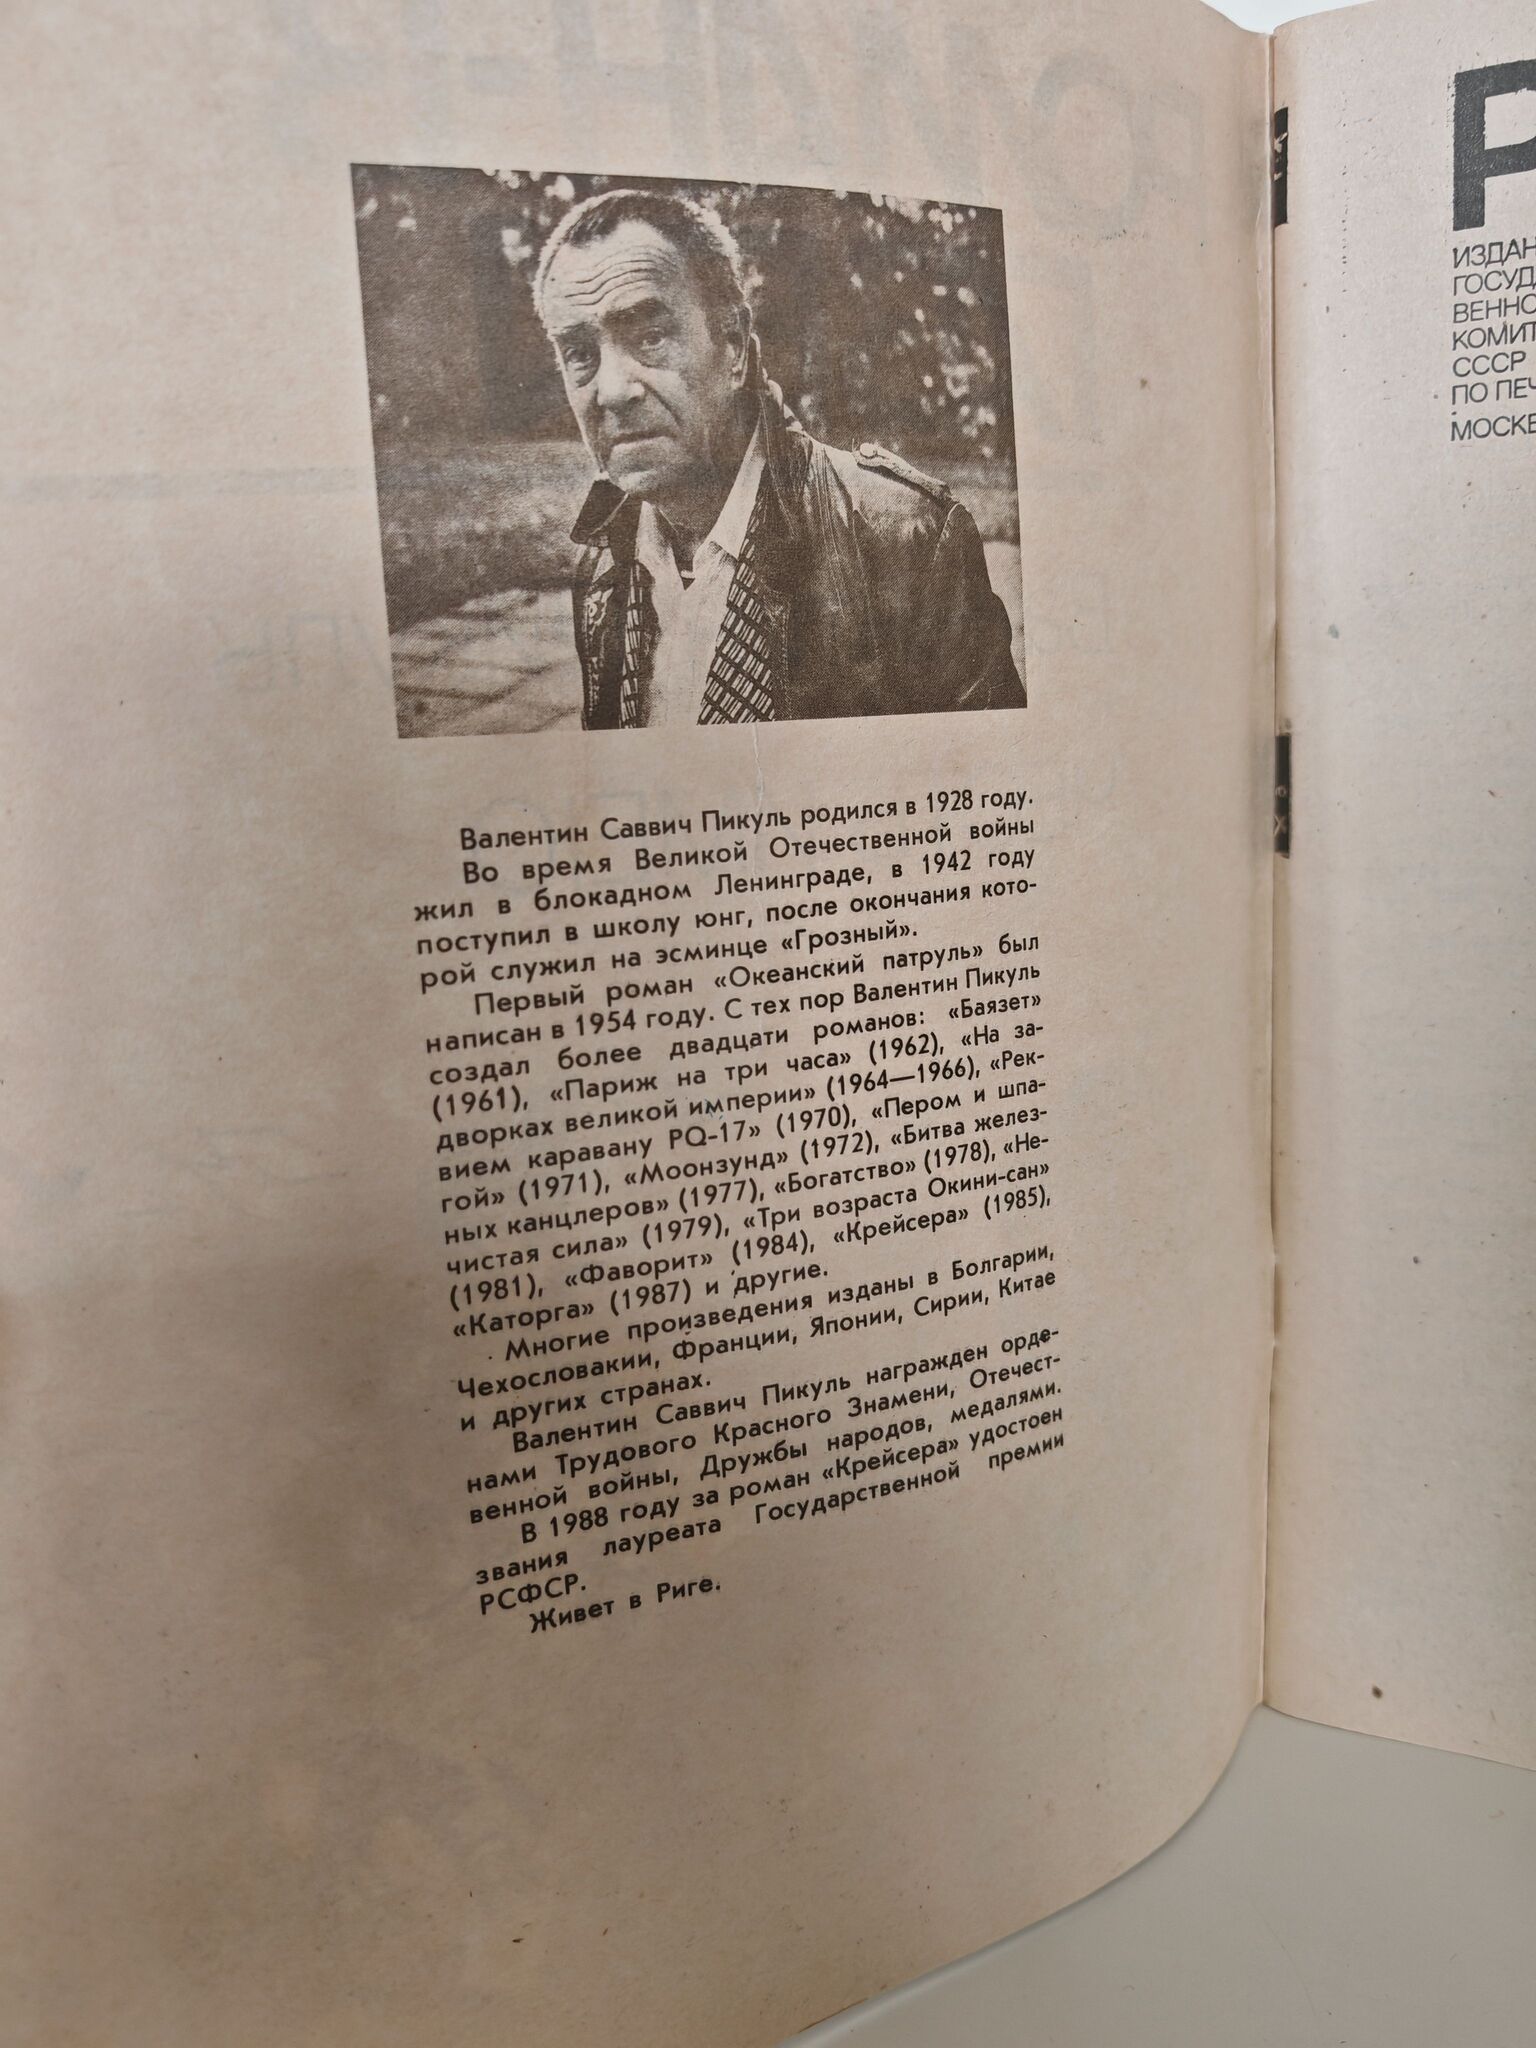 Валентин Саввич Пикуль родился в 1928 году.
Во время Великой Отечественной войны
жил в блокадном Ленинграде, в 1942 году
поступил в школу юнг, после окончания кото-
рой служил на эсминце «Грозный».
Первый роман «Океанский патруль» был
написан в 1954 году. С тех пор Валентин Пикуль
создал более двадцати романов: «Баязет»
(1961), «Париж на три часа» (1962), «На за-
дворках великой империи» (1964—1966), «Рек-
вием каравану PQ-17» (1970), «Пером и шпа-
гой» (1971), «Моонзунд» (1972), «Битва желез-
ных канцлеров» (1977), «Богатство» (1978), «Не-
чистая сила» (1979), «Три возраста Окини-сан»
(1981), «Фаворит» (1984), «Крейсера» (1985),
«Каторга» (1987) и другие.
Многие произведения изданы в Болгарии,
Чехословакии, Франции, Японии, Сирии, Китае
и других странах.
Валентин Саввич Пикуль награжден орде-
нами Трудового Красного Знамени, Отечест-
венной войны, Дружбы народов, медалями.
В 1988 году за роман «Крейсера» удостоен
звания лауреата Государственной премии
РСФСР.
Живет в Риге.
Р
ИЗДАН
ГОСУД
ВЕННО
КОМИТ
СССР
ПО ПЕЧ
МОСКВ